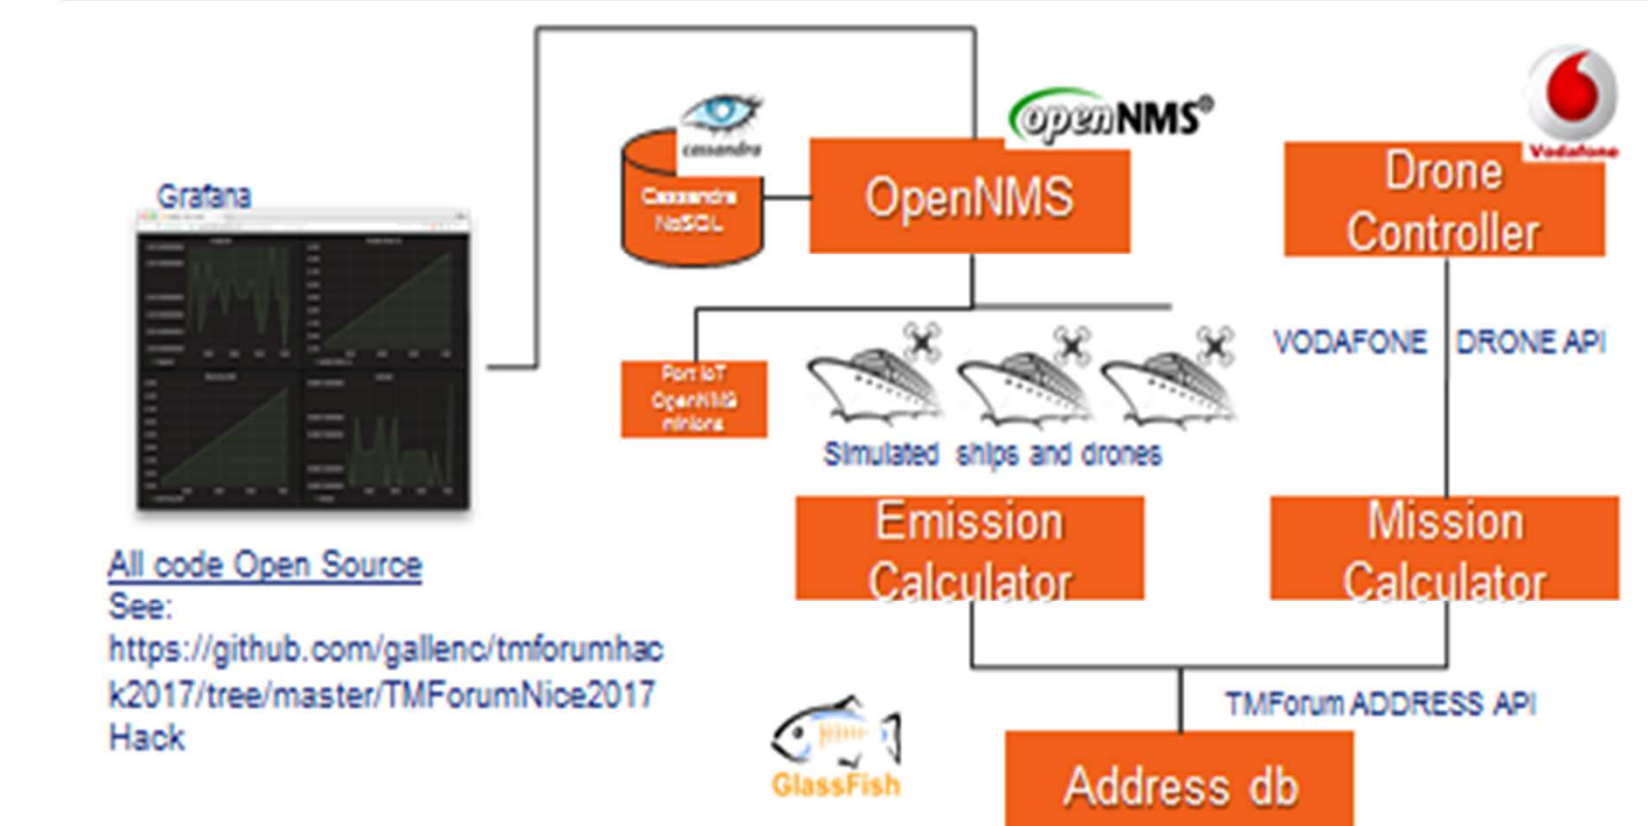 Grafana
cassandra
Cassandra
NoSQL
openNMS®
OpenNMS
Vodafone
Drone
Controller
VODAFONE DRONE API
Port IoT
OpenNMS
minions
Simulated ships and drones
Emission
Calculator
Mission
Calculator
All code Open Source
See:
https://github.com/gallenc/tmforumhac
k2017/tree/master/TMForumNice2017
Hack
TMForum ADDRESS API
GlassFish
Address db